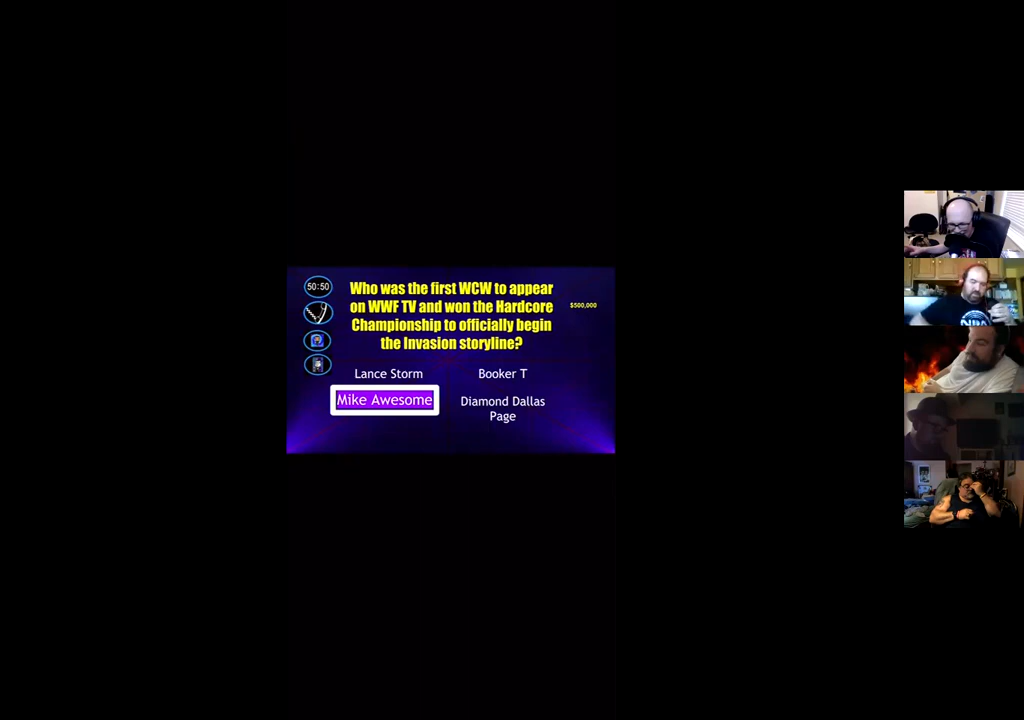 50:50
Who was the first WCW to appear
on WWF TV and won the Hardcore
Championship to officially begin
the Invasion storyline?
$500,000
Lance Storm
Booker T
Mike Awesome
Diamond Dallas
Page